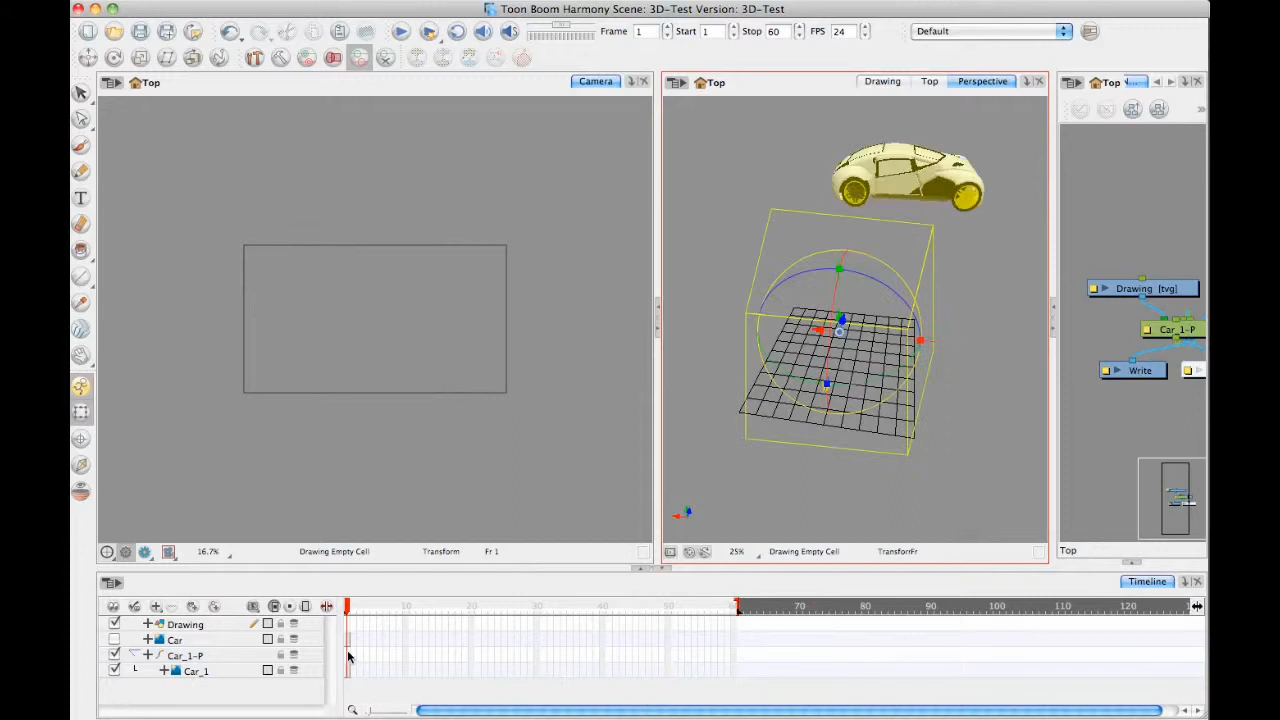 Toon Boom Harmony Scene: 3D-Test Version: 3D-Test
Frame 1 Start 1 Stop 60 FPS 24 Default
Top Camera
Top Drawing Top Perspective
Top
Drawing [tvg]
Car_1-P
Write
16.7% Drawing Empty Cell Transform Fr 1
25% Drawing Empty Cell TransformFr
Top
Timeline
10 20 30 40 50 60 70 80 90 100 110 120
Drawing
Car
Car_1-P
Car_1